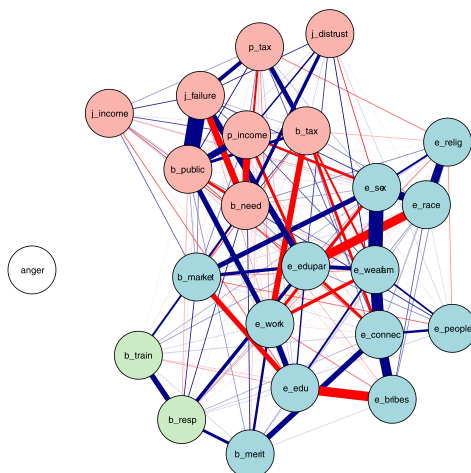 j_distrust
p_tax
j_failure
j_income
p_income
b_tax
e_relig
b_public
e_sex
b_need
e_race
anger
b_market
e_edupar
e_work
e_people
e_connec
b_train
e_edu
e_bribes
b_resp
b_merit